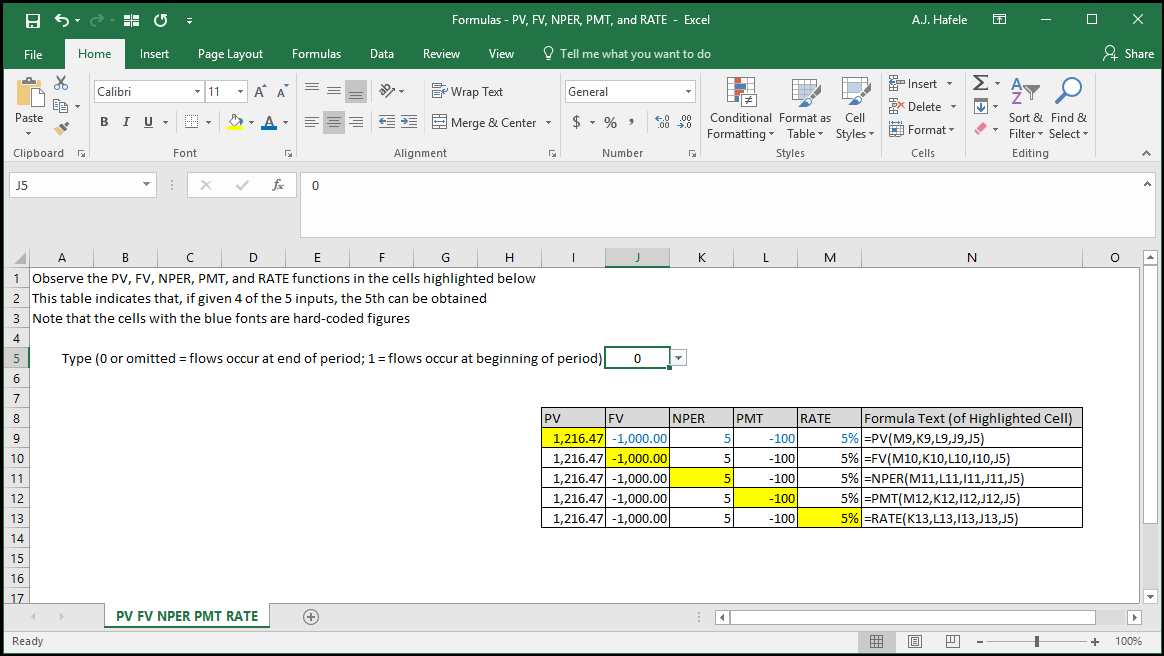 Formulas - PV, FV, NPER, PMT, and RATE - Excel
A.J. Hafele
File Home Insert Page Layout Formulas Data Review View Tell me what you want to do Share
Paste
Calibri 11
B I U A A A
Wrap Text
Merge & Center
General
$ % ,
Conditional Formatting
Format as Table
Cell Styles
Insert
Delete
Format
Sort & Filter
Find & Select
Clipboard Font Alignment Number Styles Cells Editing
J5 fx 0
A B C D E F G H I J K L M N O
1 Observe the PV, FV, NPER, PMT, and RATE functions in the cells highlighted below
2 This table indicates that, if given 4 of the 5 inputs, the 5th can be obtained
3 Note that the cells with the blue fonts are hard-coded figures
4
5 Type (0 or omitted = flows occur at end of period; 1 = flows occur at beginning of period) 0
6
7
8 PV FV NPER PMT RATE Formula Text (of Highlighted Cell)
9 1,216.47 -1,000.00 5 -100 5% =PV(M9,K9,L9,J9,J5)
10 1,216.47 -1,000.00 5 -100 5% =FV(M10,K10,L10,I10,J5)
11 1,216.47 -1,000.00 5 -100 5% =NPER(M11,L11,I11,J11,J5)
12 1,216.47 -1,000.00 5 -100 5% =PMT(M12,K12,I12,J12,J5)
13 1,216.47 -1,000.00 5 -100 5% =RATE(K13,L13,I13,J13,J5)
14
15
16
17
PV FV NPER PMT RATE
Ready
100%